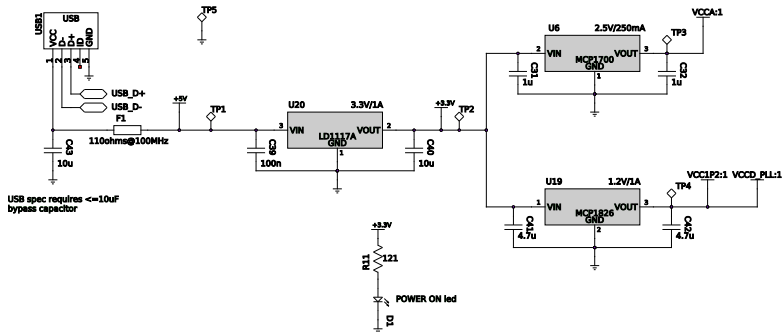 USB1
USB
VCC
D-
D+
ID
GND
1
2
3
4
5
USB_D+
USB_D-
TP5
F1
110ohms@100MHz
C43
10u
USB spec requires <=10uF
bypass capacitor
+5V
TP1
C39
100n
U20
3.3V/1A
3
VIN
LD1117A
VOUT
2
GND
1
C40
10u
+3.3V
TP2
U6
2.5V/250mA
2
VIN
MCP1700
VOUT
3
GND
1
C31
1u
TP3
VCCA:1
C32
1u
U19
1.2V/1A
1
VIN
MCP1826
VOUT
3
GND
2
C41
4.7u
TP4
VCC1P2:1
VCCD_PLL:1
C42
4.7u
+3.3V
R11
121
POWER ON led
D1